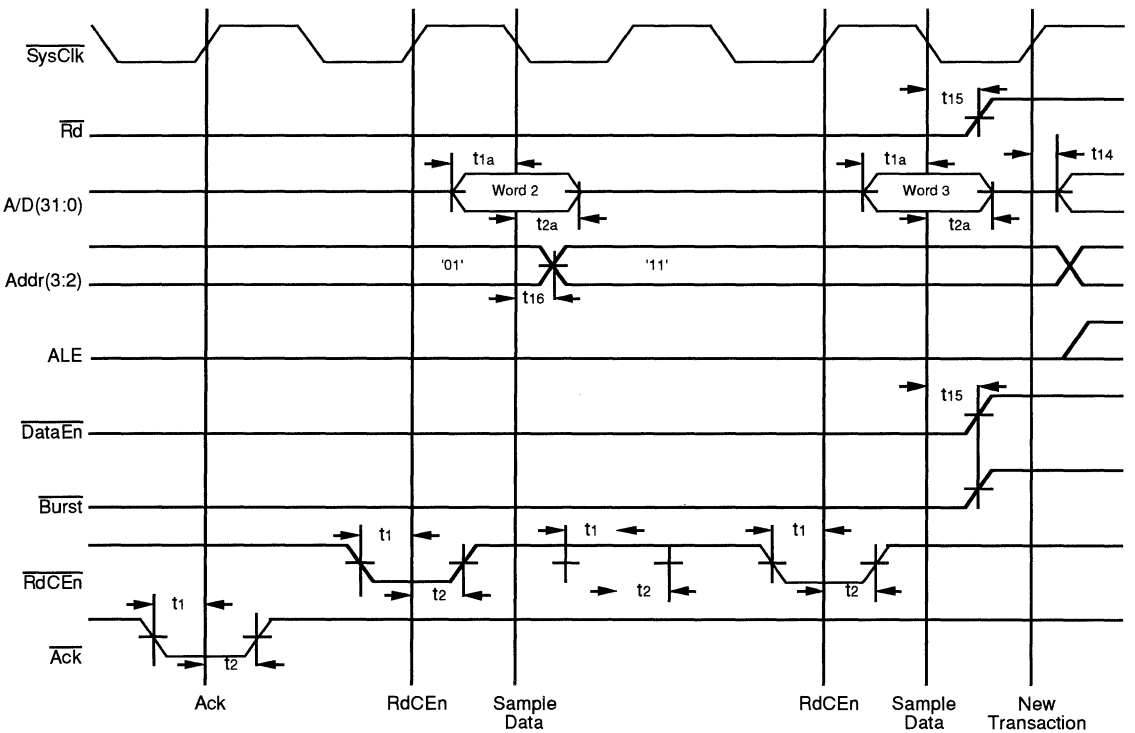 SysClk
t15
Rd
t1a
t1a
t14
Word 2
Word 3
A/D(31:0)
t2a
t2a
'01'
'11'
Addr(3:2)
t16
ALE
t15
DataEn
Burst
t1
t1
t1
RdCEn
t2
t2
t2
t1
Ack
t2
Ack
RdCEn
Sample
Data
RdCEn
Sample
Data
New
Transaction